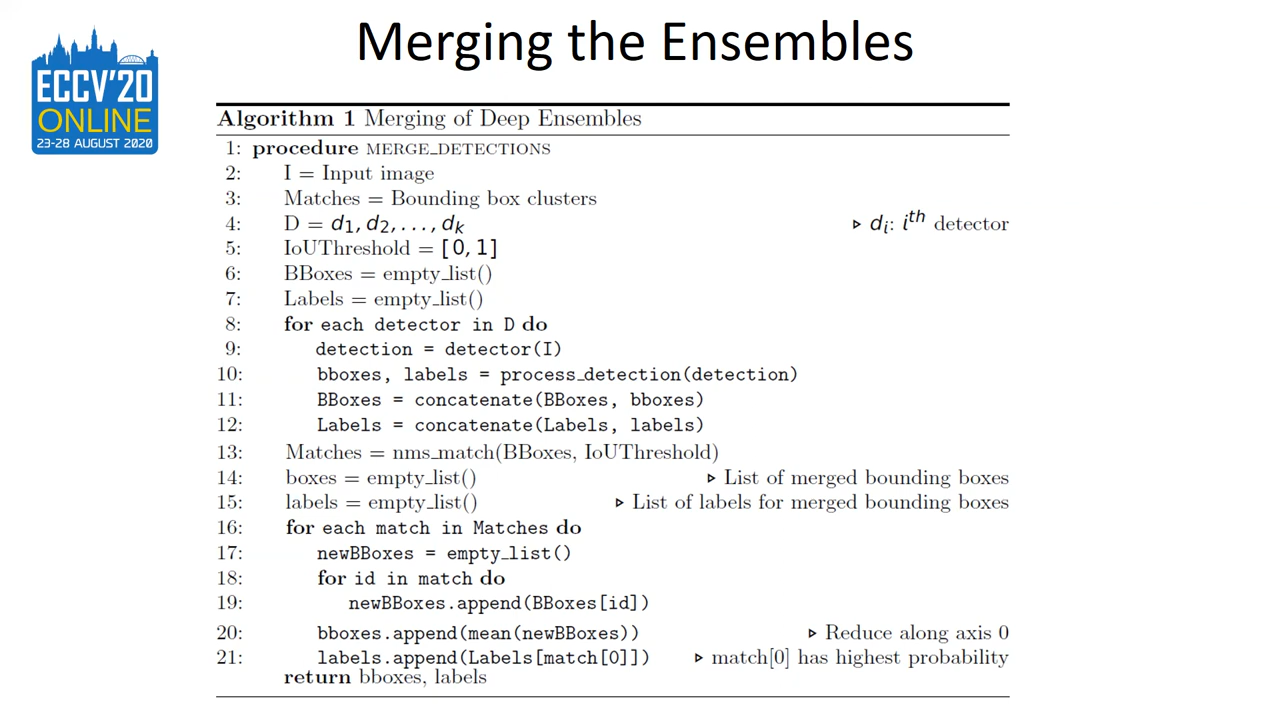 Merging the Ensembles
ECCV'20
ONLINE
23-28 AUGUST 2020
Algorithm 1 Merging of Deep Ensembles
1: procedure MERGE_DETECTIONS
2: I = Input image
3: Matches = Bounding box clusters
4: D = d1, d2, . . . , dk ▷ di: ith detector
5: IoUThreshold = [0, 1]
6: BBoxes = empty_list()
7: Labels = empty_list()
8: for each detector in D do
9: detection = detector(I)
10: bboxes, labels = process_detection(detection)
11: BBoxes = concatenate(BBoxes, bboxes)
12: Labels = concatenate(Labels, labels)
13: Matches = nms_match(BBoxes, IoUThreshold)
14: boxes = empty_list() ▷ List of merged bounding boxes
15: labels = empty_list() ▷ List of labels for merged bounding boxes
16: for each match in Matches do
17: newBBoxes = empty_list()
18: for id in match do
19: newBBoxes.append(BBoxes[id])
20: bboxes.append(mean(newBBoxes)) ▷ Reduce along axis 0
21: labels.append(Labels[match[0]]) ▷ match[0] has highest probability
return bboxes, labels